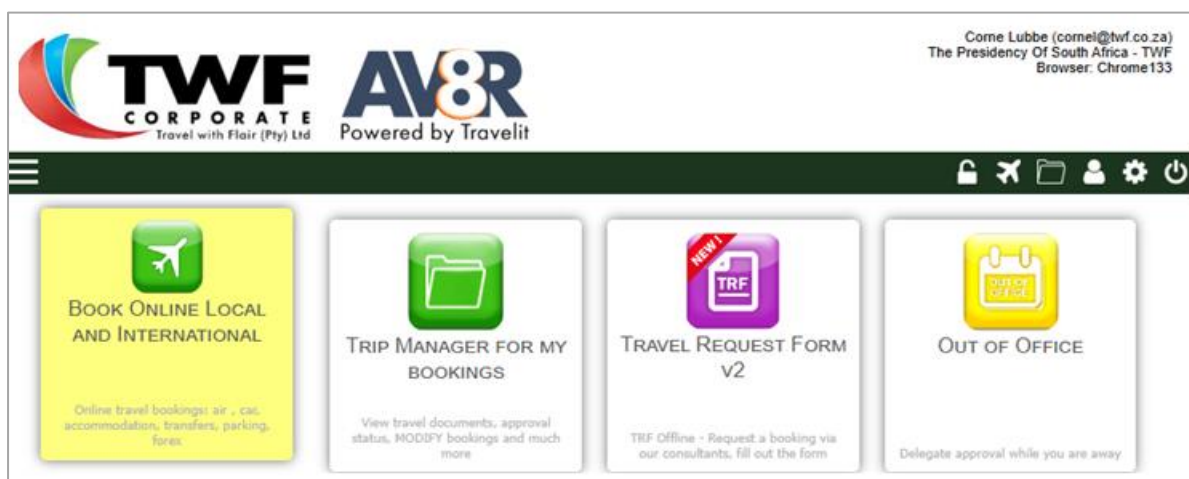 Corne Lubbe (cornel@twf.co.za)
The Presidency Of South Africa - TWF
Browser: Chrome133
TWF
CORPORATE
Travel with Flair (Pty) Ltd
AV8R
Powered by Travelit
BOOK ONLINE LOCAL
AND INTERNATIONAL
Online travel bookings: air , car,
accommodation, transfers, parking,
forex
TRIP MANAGER FOR MY
BOOKINGS
View travel documents, approval
status, MODIFY bookings and much
more
NEW !
TRF
TRAVEL REQUEST FORM
v2
TRF Offline - Request a booking via
our consultants, fill out the form
OUT OF
OFFICE
OUT OF OFFICE
Delegate approval while you are away